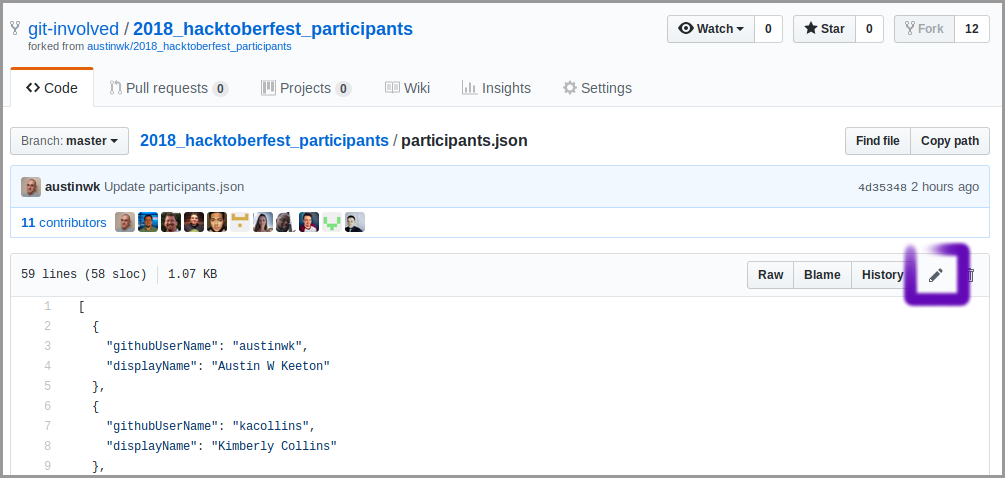 git-involved / 2018_hacktoberfest_participants
forked from austinwk/2018_hacktoberfest_participants
Watch 0 Star 0 Fork 12
Code Pull requests 0 Projects 0 Wiki Insights Settings
Branch: master 2018_hacktoberfest_participants / participants.json Find file Copy path
austinwk Update participants.json 4d35348 2 hours ago
11 contributors
59 lines (58 sloc) 1.07 KB Raw Blame History
1 [
2 {
3 "githubUserName": "austinwk",
4 "displayName": "Austin W Keeton"
5 },
6 {
7 "githubUserName": "kacollins",
8 "displayName": "Kimberly Collins"
9 },